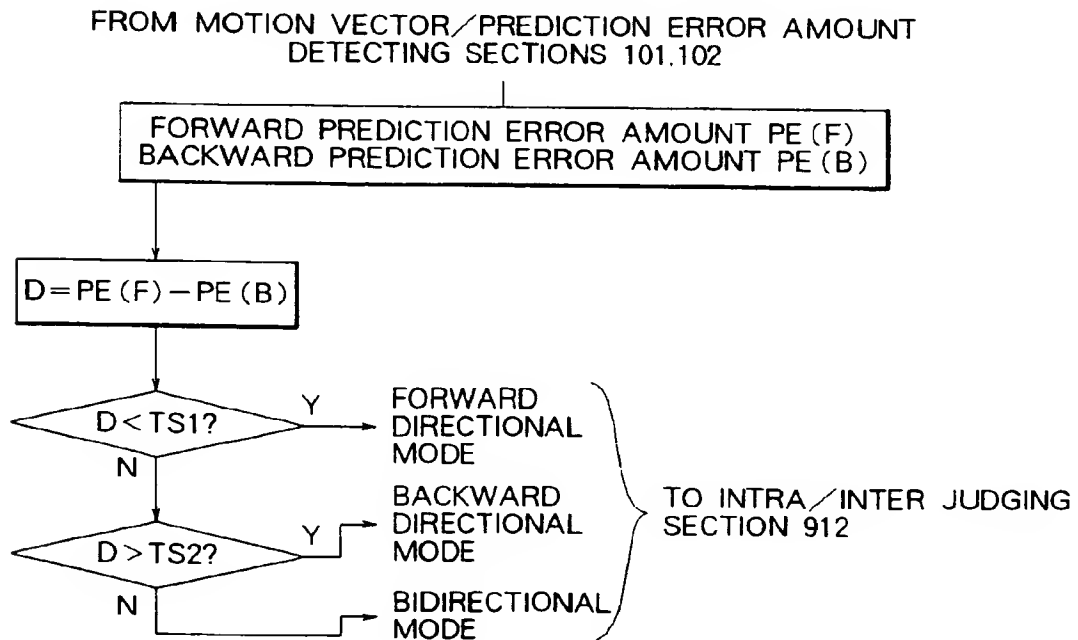 FROM MOTION VECTOR/PREDICTION ERROR AMOUNT
DETECTING SECTIONS 101.102
FORWARD PREDICTION ERROR AMOUNT PE(F)
BACKWARD PREDICTION ERROR AMOUNT PE(B)
D=PE(F)-PE(B)
D<TS1?
Y
FORWARD
DIRECTIONAL
MODE
N
D>TS2?
Y
BACKWARD
DIRECTIONAL
MODE
N
BIDIRECTIONAL
MODE
TO INTRA/INTER JUDGING
SECTION 912